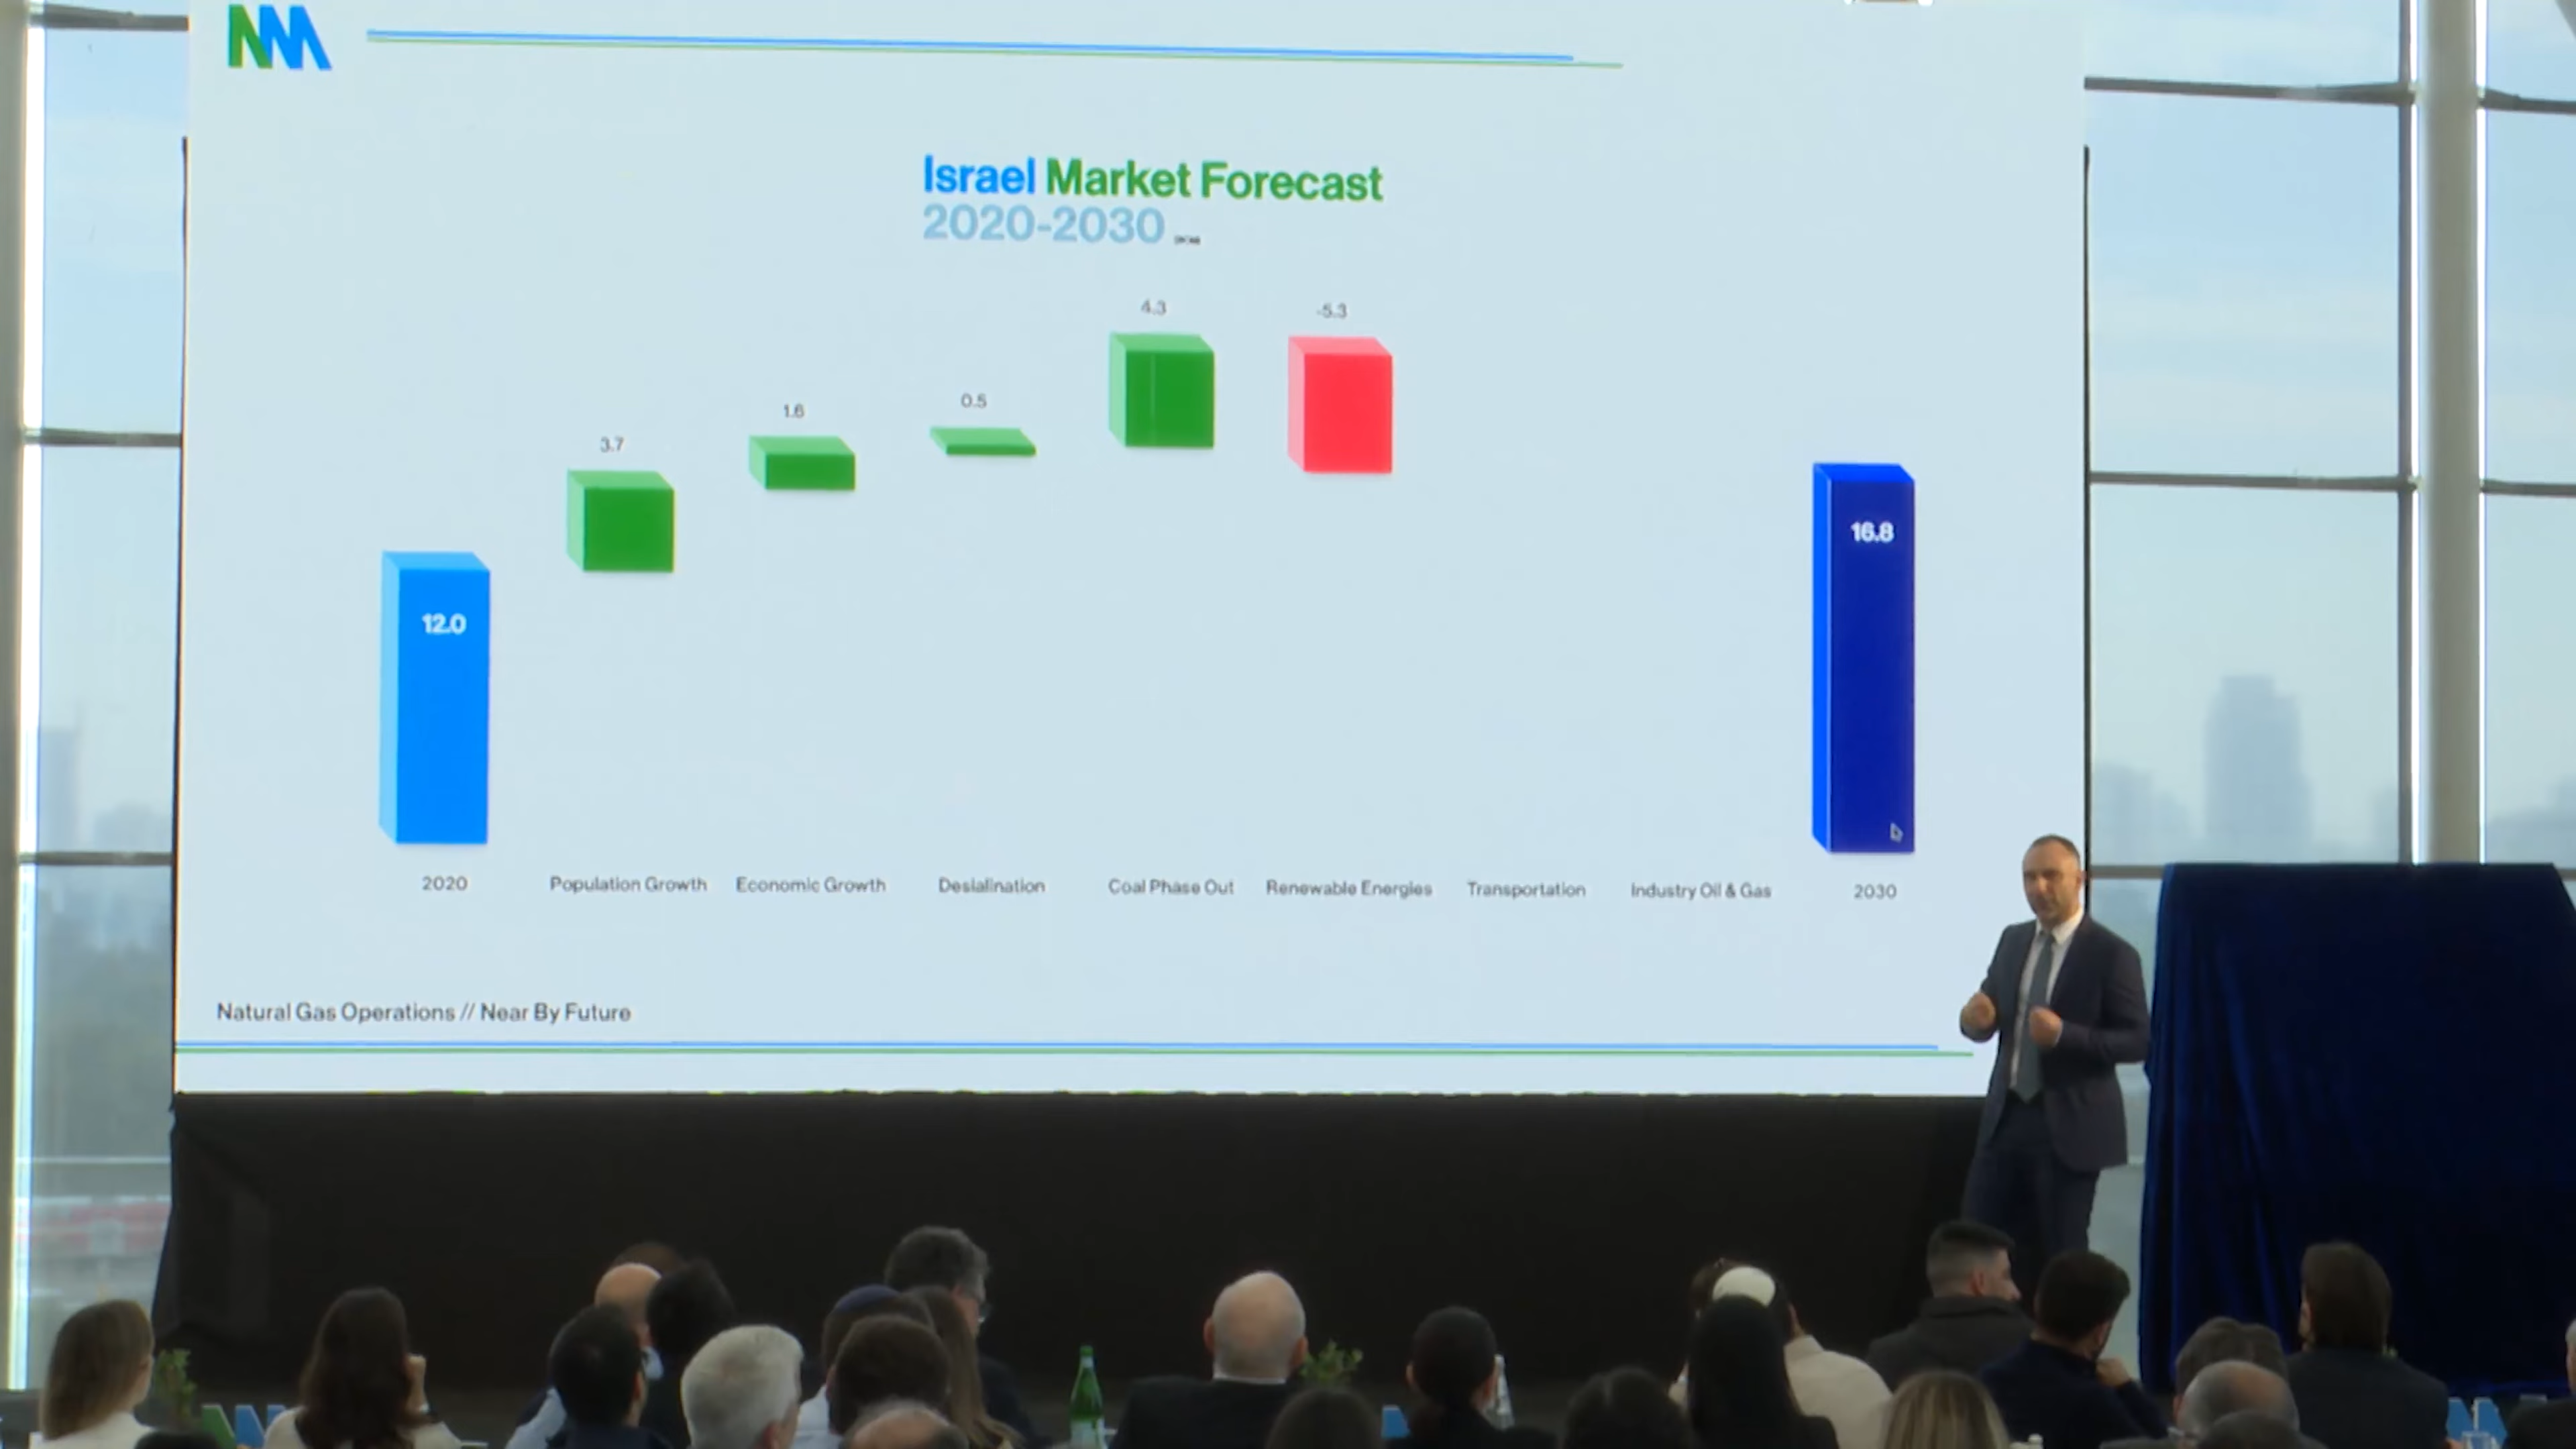 NM
Israel Market Forecast
2020-2030
4.3
-5.3
0.5
1.6
3.7
16.8
12.0
2020
Population Growth
Economic Growth
Desialination
Coal Phase Out
Renewable Energies
Transportation
Industry Oil & Gas
2030
Natural Gas Operations // Near By Future